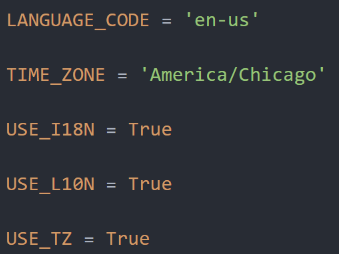 LANGUAGE_CODE = 'en-us'
TIME_ZONE = 'America/Chicago'
USE_I18N = True
USE_L10N = True
USE_TZ = True